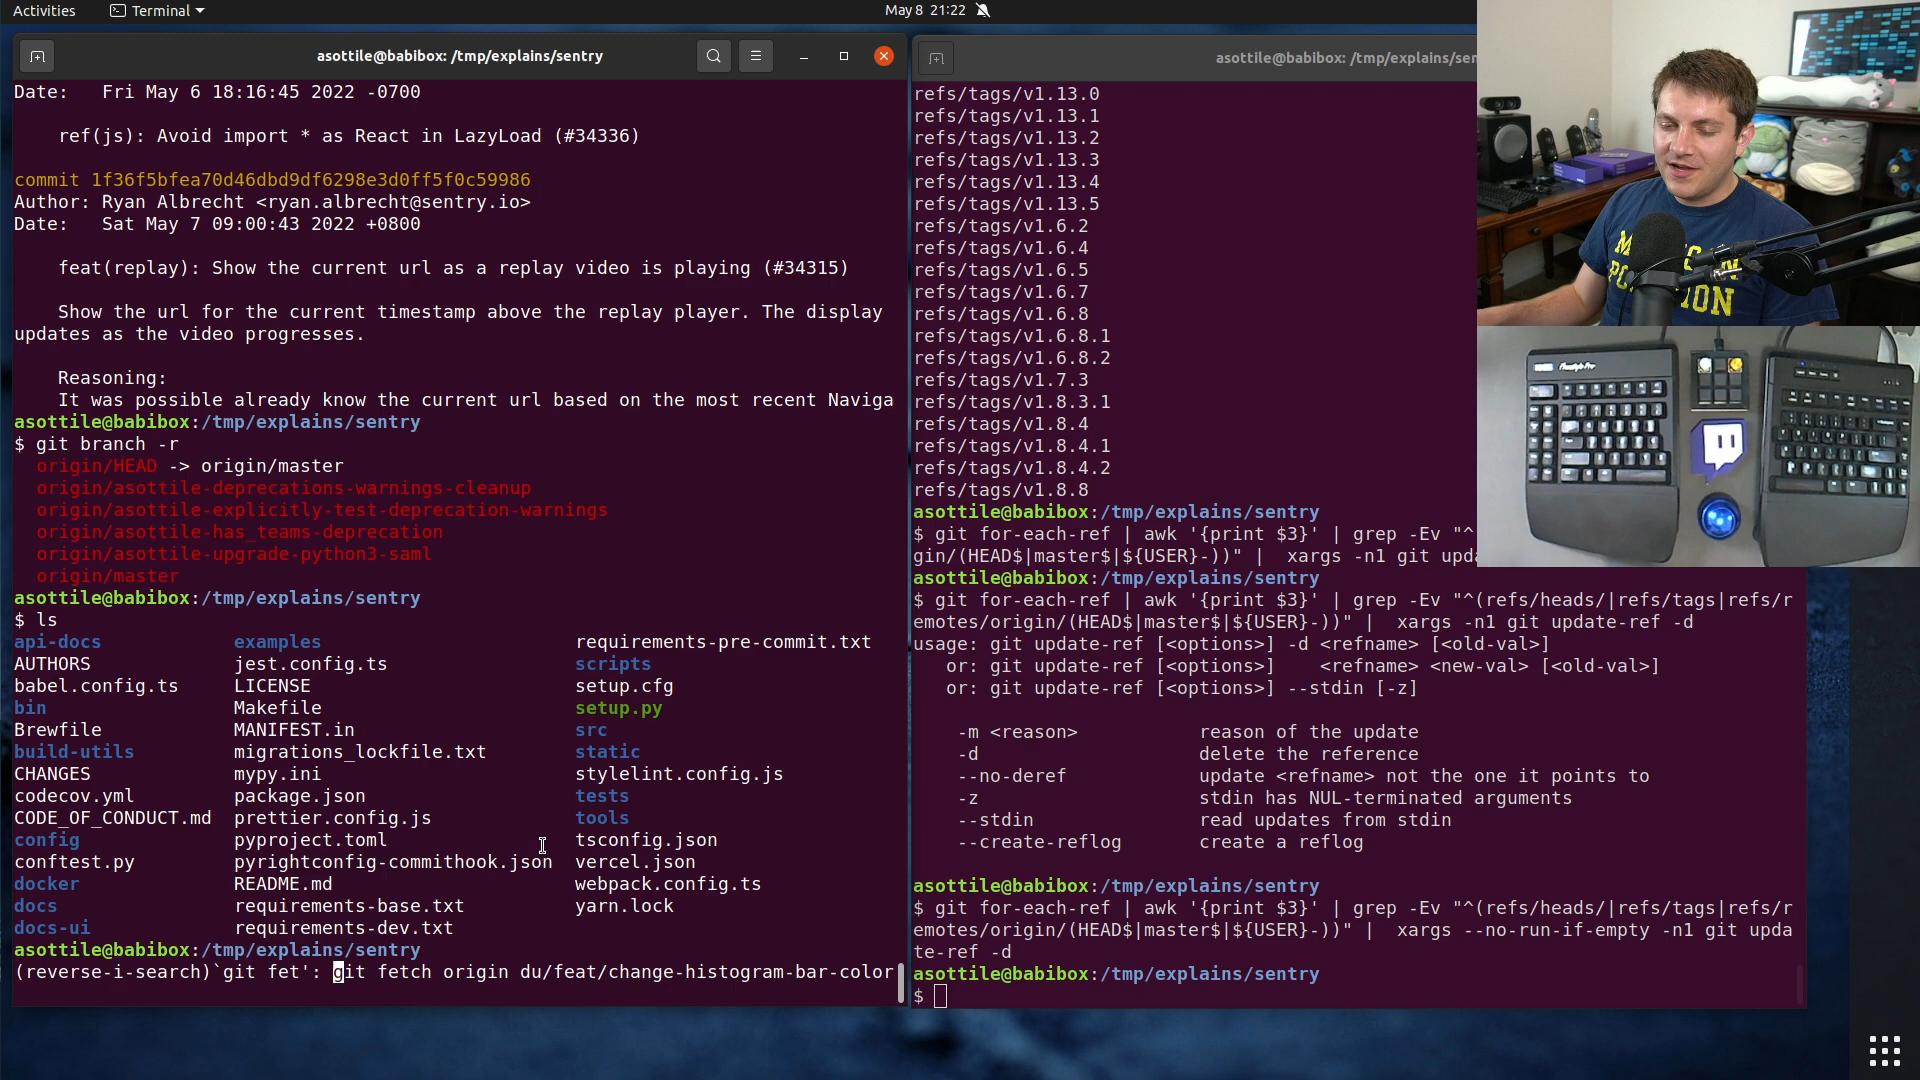 Activities
Terminal
May 8 21:22
asottile@babibox: /tmp/explains/sentry
Date:   Fri May 6 18:16:45 2022 -0700
ref(js): Avoid import * as React in LazyLoad (#34336)
commit 1f36f5bfea70d46dbd9df6298e3d0ff5f0c59986
Author: Ryan Albrecht <ryan.albrecht@sentry.io>
Date:   Sat May 7 09:00:43 2022 +0800
feat(replay): Show the current url as a replay video is playing (#34315)
Show the url for the current timestamp above the replay player. The display
updates as the video progresses.
Reasoning:
It was possible already know the current url based on the most recent Naviga
asottile@babibox:/tmp/explains/sentry
$ git branch -r
origin/HEAD -> origin/master
origin/asottile-deprecations-warnings-cleanup
origin/asottile-explicitly-test-deprecation-warnings
origin/asottile-has_teams-deprecation
origin/asottile-upgrade-python3-saml
origin/master
asottile@babibox:/tmp/explains/sentry
$ ls
api-docs examples requirements-pre-commit.txt
AUTHORS jest.config.ts scripts
babel.config.ts LICENSE setup.cfg
bin Makefile setup.py
Brewfile MANIFEST.in src
build-utils migrations_lockfile.txt static
CHANGES mypy.ini stylelint.config.js
codecov.yml package.json tests
CODE_OF_CONDUCT.md prettier.config.js tools
config pyproject.toml tsconfig.json
conftest.py pyrightconfig-commithook.json vercel.json
docker README.md webpack.config.ts
docs requirements-base.txt yarn.lock
docs-ui requirements-dev.txt
asottile@babibox:/tmp/explains/sentry
(reverse-i-search)`git fet': git fetch origin du/feat/change-histogram-bar-color
asottile@babibox: /tmp/explains/sen
refs/tags/v1.13.0
refs/tags/v1.13.1
refs/tags/v1.13.2
refs/tags/v1.13.3
refs/tags/v1.13.4
refs/tags/v1.13.5
refs/tags/v1.6.2
refs/tags/v1.6.4
refs/tags/v1.6.5
refs/tags/v1.6.7
refs/tags/v1.6.8
refs/tags/v1.6.8.1
refs/tags/v1.6.8.2
refs/tags/v1.7.3
refs/tags/v1.8.3.1
refs/tags/v1.8.4
refs/tags/v1.8.4.1
refs/tags/v1.8.4.2
refs/tags/v1.8.8
asottile@babibox:/tmp/explains/sentry
$ git for-each-ref | awk '{print $3}' | grep -Ev "^
gin/(HEAD$|master$|${USER}-))" |  xargs -n1 git upda
asottile@babibox:/tmp/explains/sentry
$ git for-each-ref | awk '{print $3}' | grep -Ev "^(refs/heads/|refs/tags|refs/r
emotes/origin/(HEAD$|master$|${USER}-))" |  xargs -n1 git update-ref -d
usage: git update-ref [<options>] -d <refname> [<old-val>]
or: git update-ref [<options>]    <refname> <new-val> [<old-val>]
or: git update-ref [<options>] --stdin [-z]
-m <reason> reason of the update
-d delete the reference
--no-deref update <refname> not the one it points to
-z stdin has NUL-terminated arguments
--stdin read updates from stdin
--create-reflog create a reflog
asottile@babibox:/tmp/explains/sentry
$ git for-each-ref | awk '{print $3}' | grep -Ev "^(refs/heads/|refs/tags|refs/r
emotes/origin/(HEAD$|master$|${USER}-))" |  xargs --no-run-if-empty -n1 git upda
te-ref -d
asottile@babibox:/tmp/explains/sentry
$